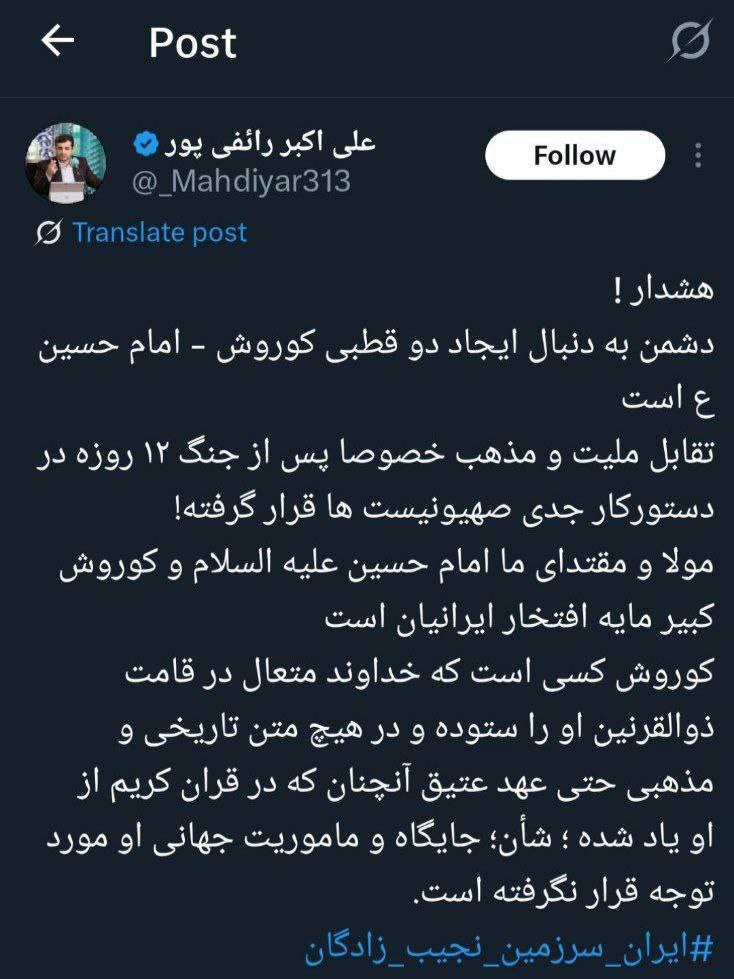 Post
علی اکبر رائفی پور
@_Mahdiyar313
Follow
Translate post
هشدار !
دشمن به دنبال ایجاد دو قطبی کوروش - امام حسین
ع است
تقابل ملیت و مذهب خصوصا پس از جنگ ۱۲ روزه در
دستورکار جدی صهیونیست ها قرار گرفته!
مولا و مقتدای ما امام حسین علیه السلام و کوروش
کبیر مایه افتخار ایرانیان است
کوروش کسی است که خداوند متعال در قامت
ذوالقرنین او را ستوده و در هیچ متن تاریخی و
مذهبی حتی عهد عتیق آنچنان که در قران کریم از
او یاد شده ؛ شأن؛ جایگاه و ماموریت جهانی او مورد
توجه قرار نگرفته است.
#ایران_سرزمین_نجیب_زادگان